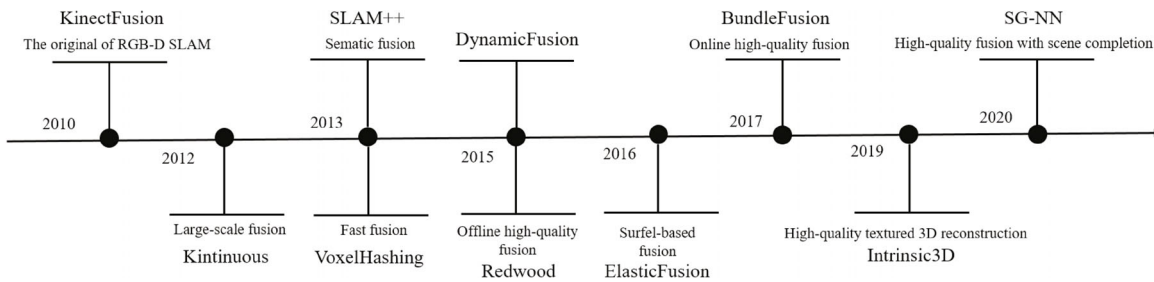 KinectFusion
The original of RGB-D SLAM
2010
2012
Large-scale fusion
Kintinuous
SLAM++
Sematic fusion
2013
Fast fusion
VoxelHashing
DynamicFusion
2015
Offline high-quality
fusion
Redwood
2016
Surfel-based
fusion
ElasticFusion
BundleFusion
Online high-quality fusion
2017
2019
High-quality textured 3D reconstruction
Intrinsic3D
SG-NN
High-quality fusion with scene completion
2020